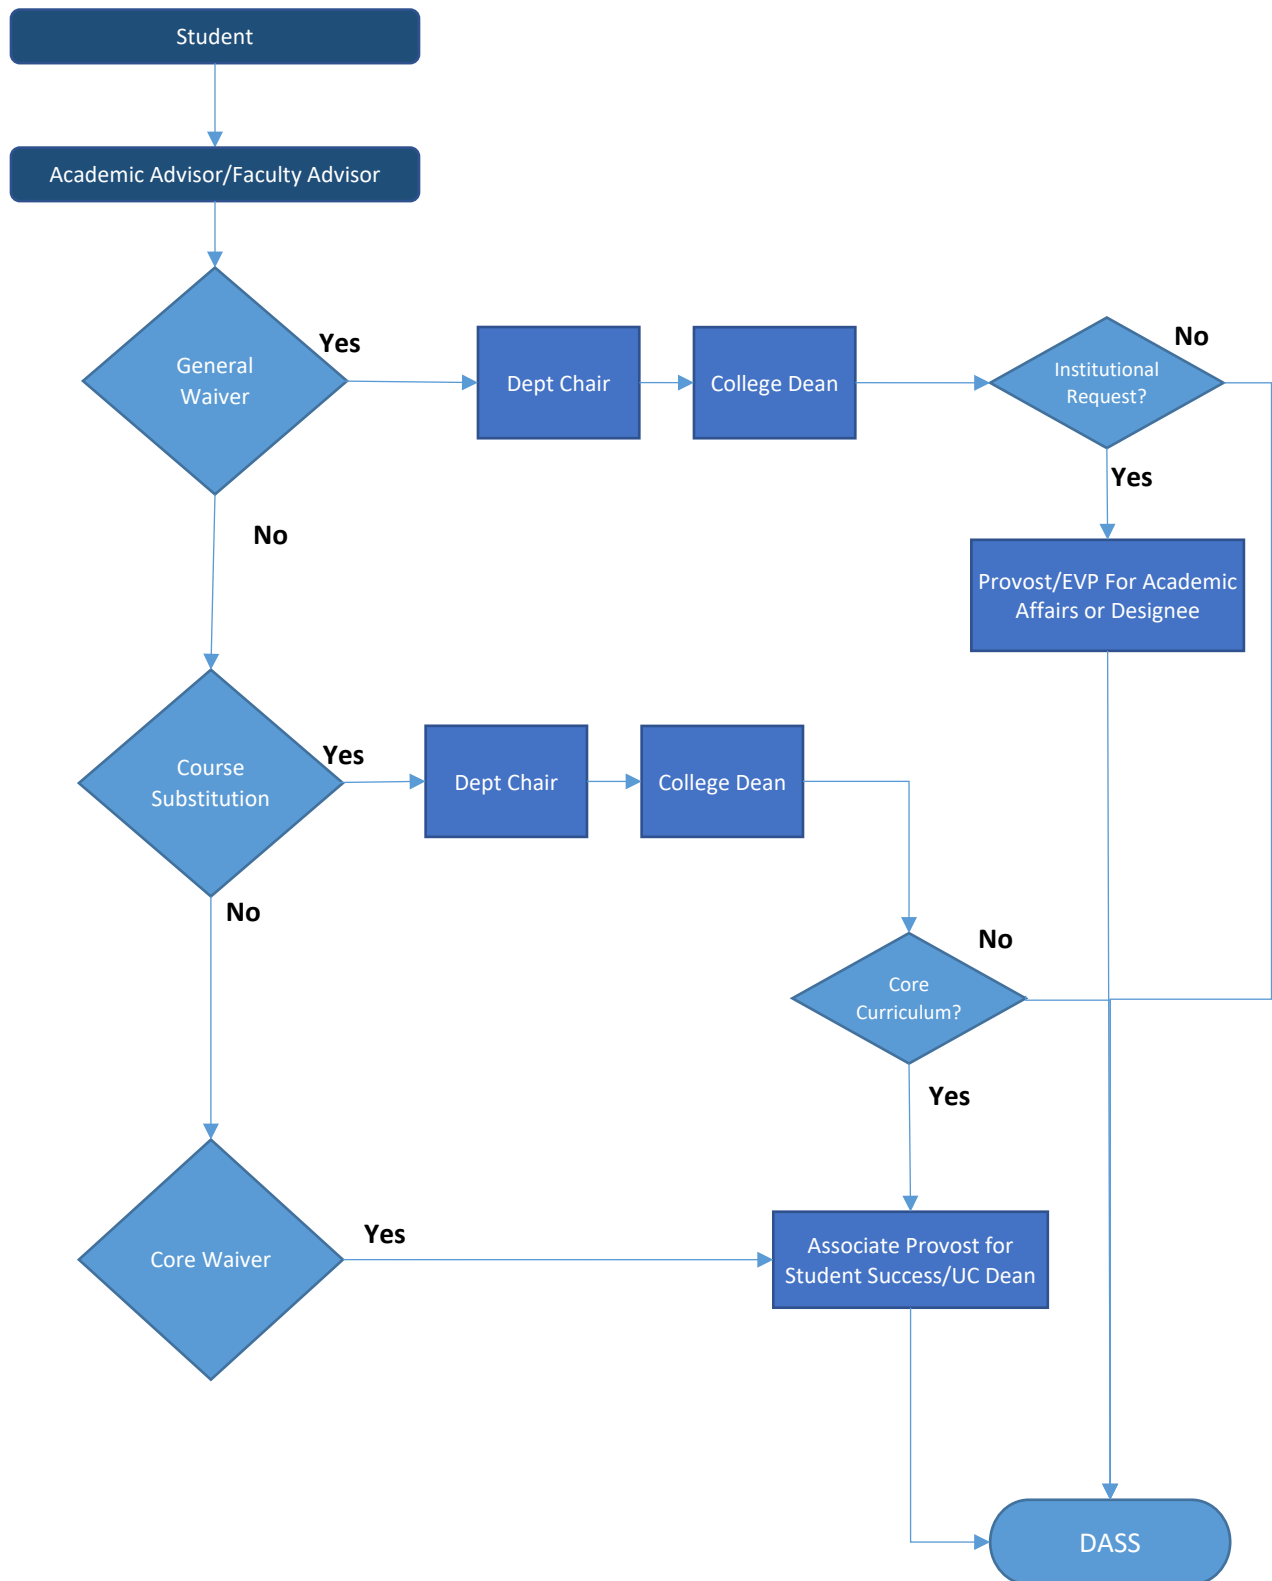 Student
Academic Advisor/Faculty Advisor
General
Waiver
Yes
Dept Chair
College Dean
Institutional
Request?
No
Yes
Provost/EVP For Academic
Affairs or Designee
No
Course
Substitution
Yes
Dept Chair
College Dean
No
Core
Curriculum?
No
Yes
Core Waiver
Yes
Associate Provost for
Student Success/UC Dean
DASS